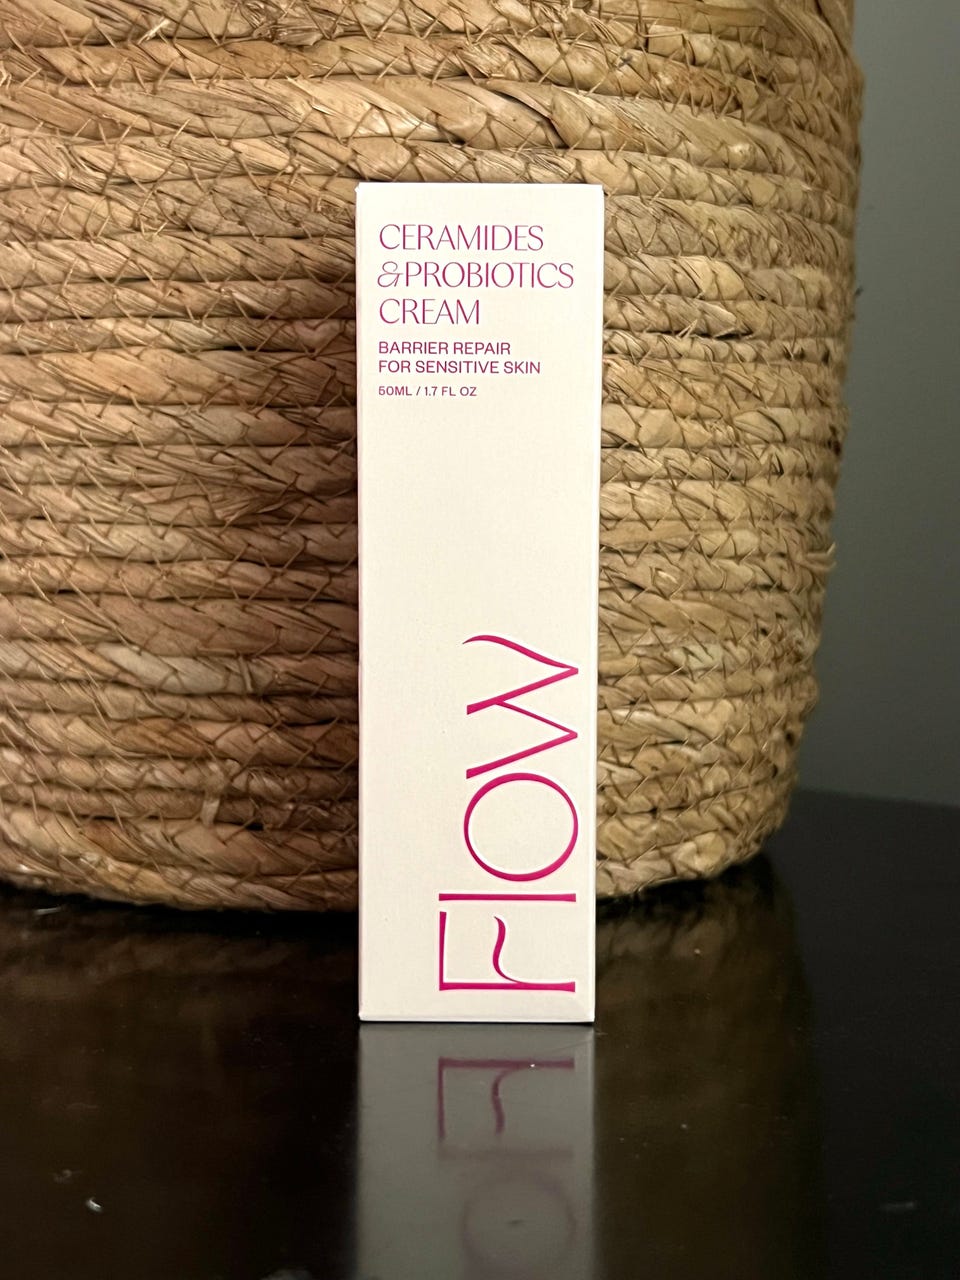 CERAMIDES
&PROBIOTICS
CREAM
BARRIER REPAIR
FOR SENSITIVE SKIN
50ML / 1.7 FL OZ
FlOW